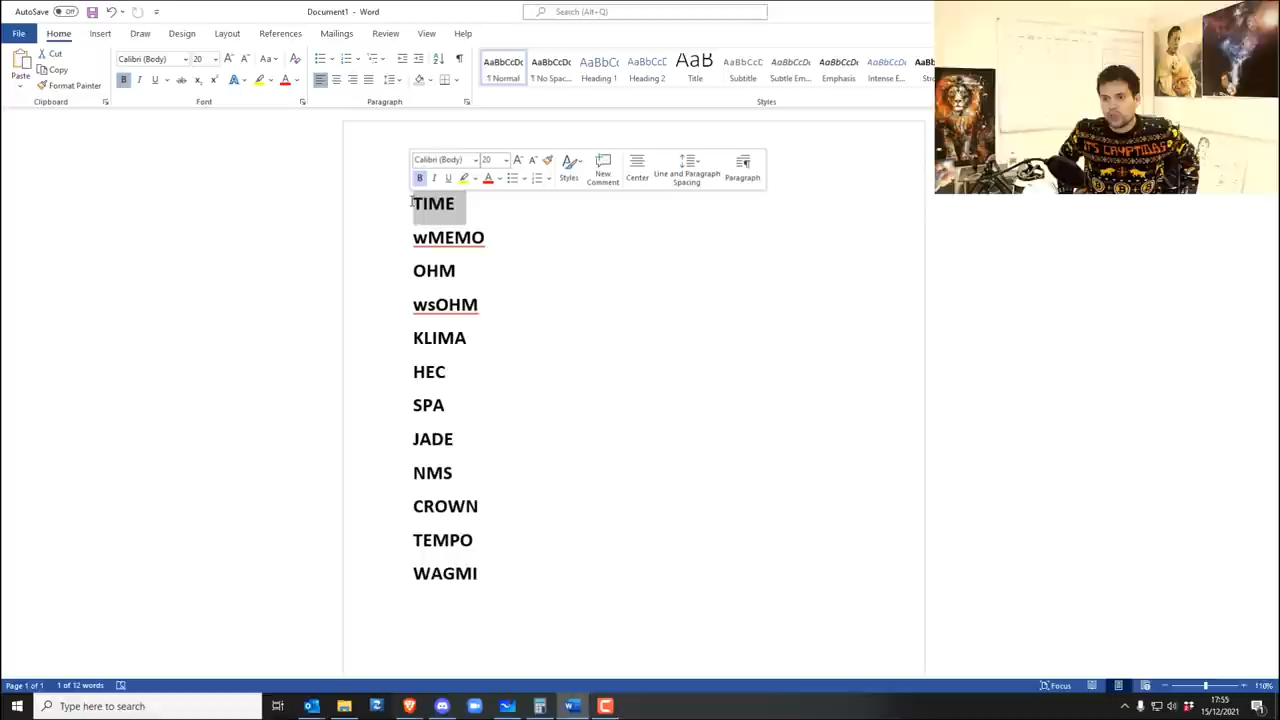 AutoSave Off
Document1 - Word
Search (Alt+Q)
File Home Insert Draw Design Layout References Mailings Review View Help
Paste
Cut
Copy
Format Painter
Calibri (Body) 20
AaBbCcDc AaBbCcDc AaBbC AaBbCcC AaB AaBbCcC AaBbCcDc AaBbCcDc AaBbCcDc AaBbCc
¶ Normal ¶ No Spac... Heading 1 Heading 2 Title Subtitle Subtle Em... Emphasis Intense E...
Clipboard Font Paragraph Styles
Calibri (Body) 20
Styles
New Comment
Center
Line and Paragraph Spacing
Paragraph
TIME
wMEMO
OHM
wsOHM
KLIMA
HEC
SPA
JADE
NMS
CROWN
TEMPO
WAGMI
IT'S CRYPTMAS
Page 1 of 1 1 of 12 words
Focus
110%
Type here to search
17:55
15/12/2021